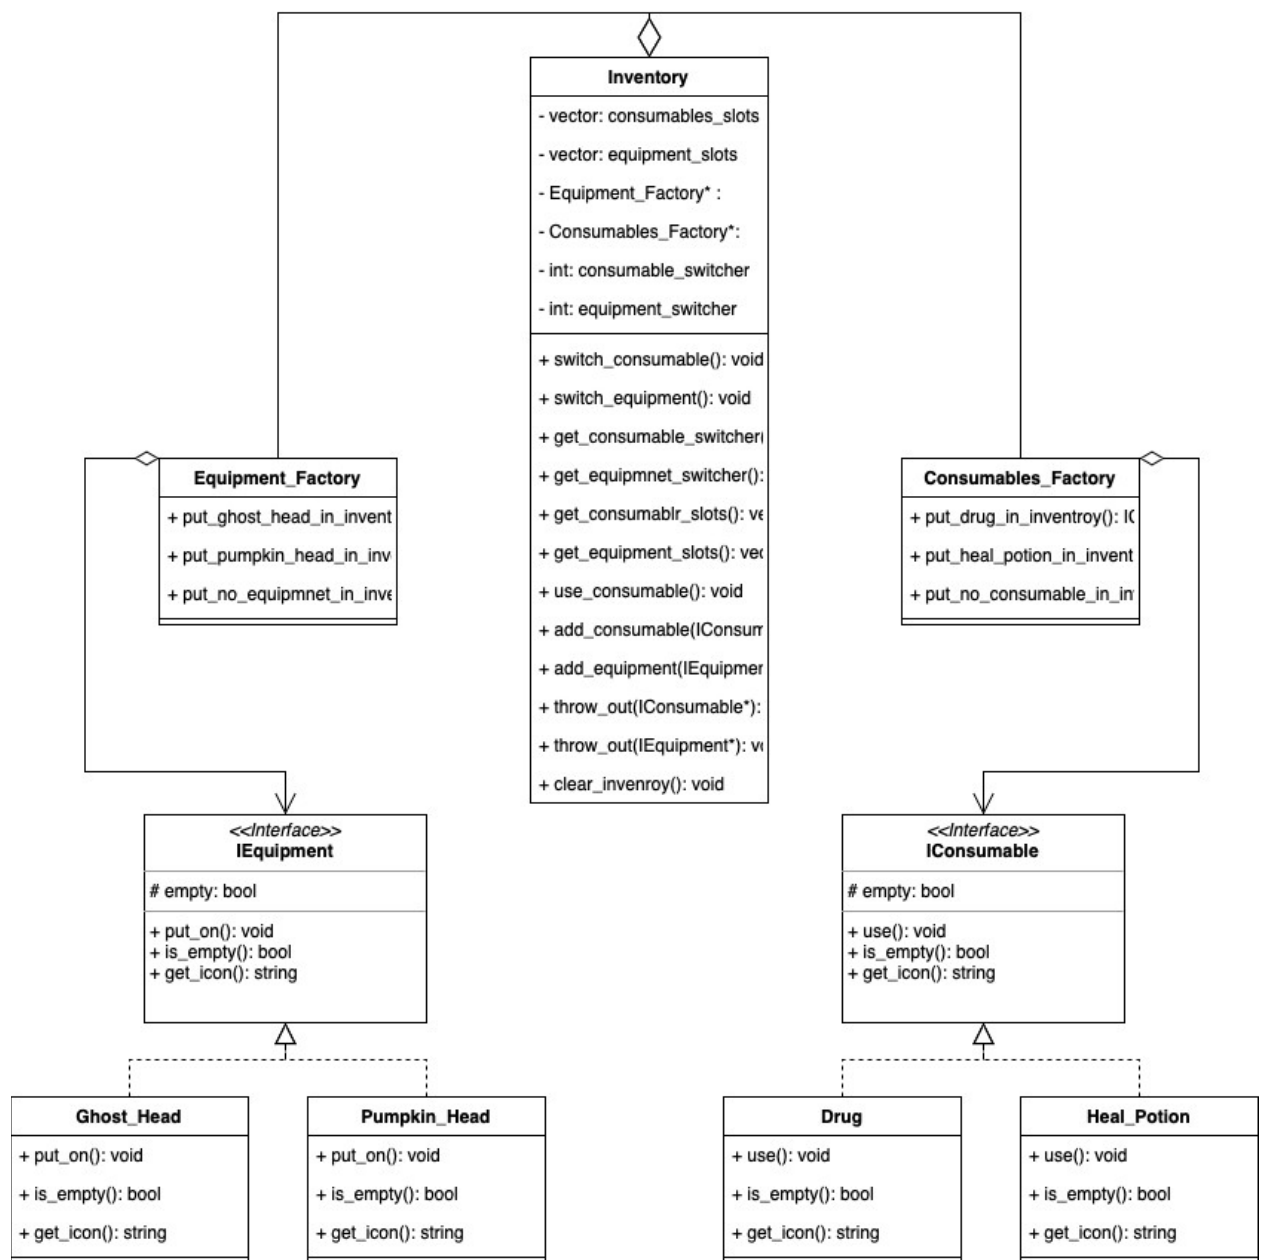 Inventory
- vector: consumables_slots
- vector: equipment_slots
- Equipment_Factory* :
- Consumables_Factory*:
- int: consumable_switcher
- int: equipment_switcher
+ switch_consumable(): void
+ switch_equipment(): void
+ get_consumable_switcher(
+ get_equipmnet_switcher():
+ get_consumablr_slots(): ve
+ get_equipment_slots(): vec
+ use_consumable(): void
+ add_consumable(IConsum
+ add_equipment(IEquipmer
+ throw_out(IConsumable*):
+ throw_out(IEquipment*): vo
+ clear_invenroy(): void
Equipment_Factory
+ put_ghost_head_in_invent
+ put_pumpkin_head_in_inv
+ put_no_equipmnet_in_inve
Consumables_Factory
+ put_drug_in_inventroy(): IC
+ put_heal_potion_in_invent
+ put_no_consumable_in_in
<<Interface>>
IEquipment
# empty: bool
+ put_on(): void
+ is_empty(): bool
+ get_icon(): string
<<Interface>>
IConsumable
# empty: bool
+ use(): void
+ is_empty(): bool
+ get_icon(): string
Ghost_Head
+ put_on(): void
+ is_empty(): bool
+ get_icon(): string
Pumpkin_Head
+ put_on(): void
+ is_empty(): bool
+ get_icon(): string
Drug
+ use(): void
+ is_empty(): bool
+ get_icon(): string
Heal_Potion
+ use(): void
+ is_empty(): bool
+ get_icon(): string